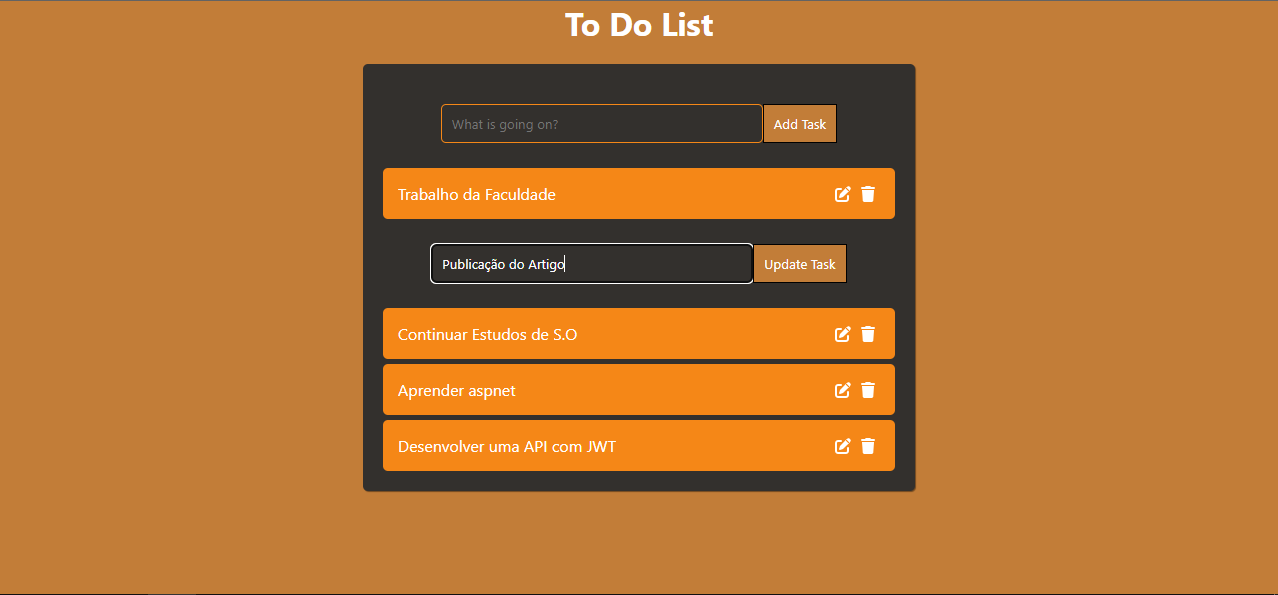 To Do List
What is going on?
Add Task
Trabalho da Faculdade
Publicação do Artigo
Update Task
Continuar Estudos de S.O
Aprender aspnet
Desenvolver uma API com JWT